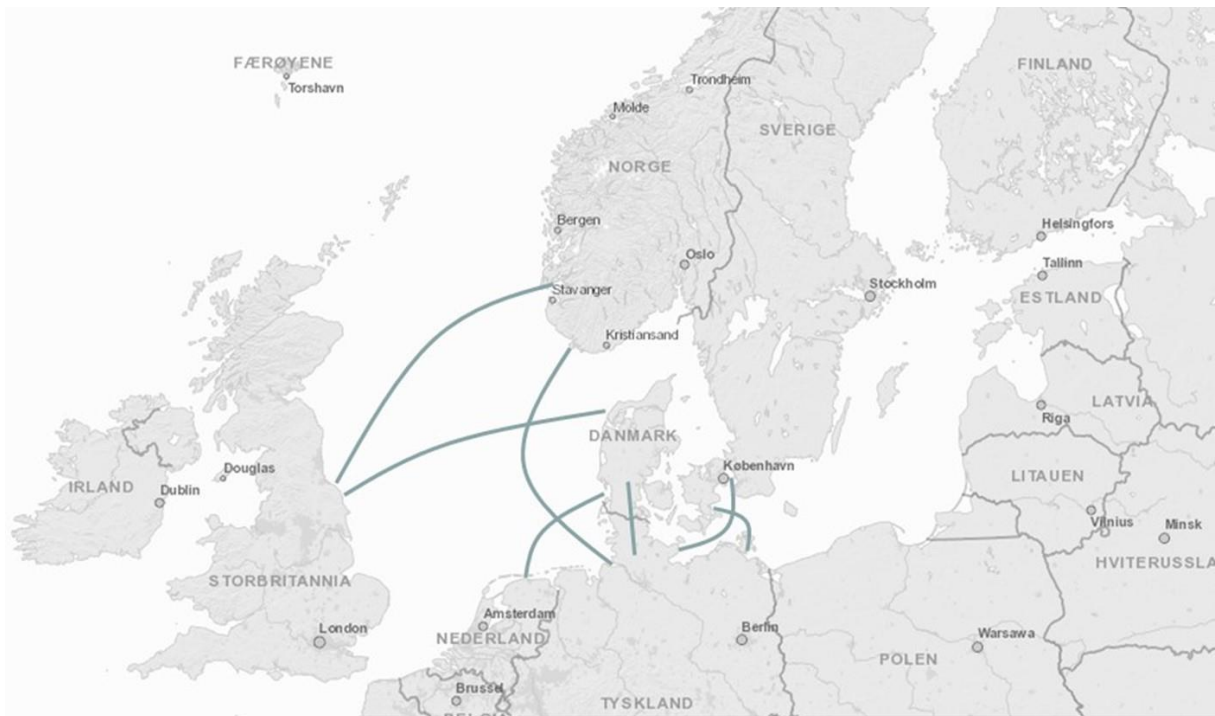 FÆRØYENE
Torshavn
FINLAND
Trondheim
Molde
SVERIGE
NORGE
Bergen
Helsingfors
Oslo
Tallinn
Stockholm
Stavanger
ESTLAND
Kristiansand
LATVIA
Riga
DANMARK
København
Douglas
LITAUEN
IRLAND
Dublin
Vilnius
Minsk
HVITERUSSLA
STORBRITANNIA
Amsterdam
London
Berlin
Warsawa
NEDERLAND
POLEN
Brussel
TYSKLAND